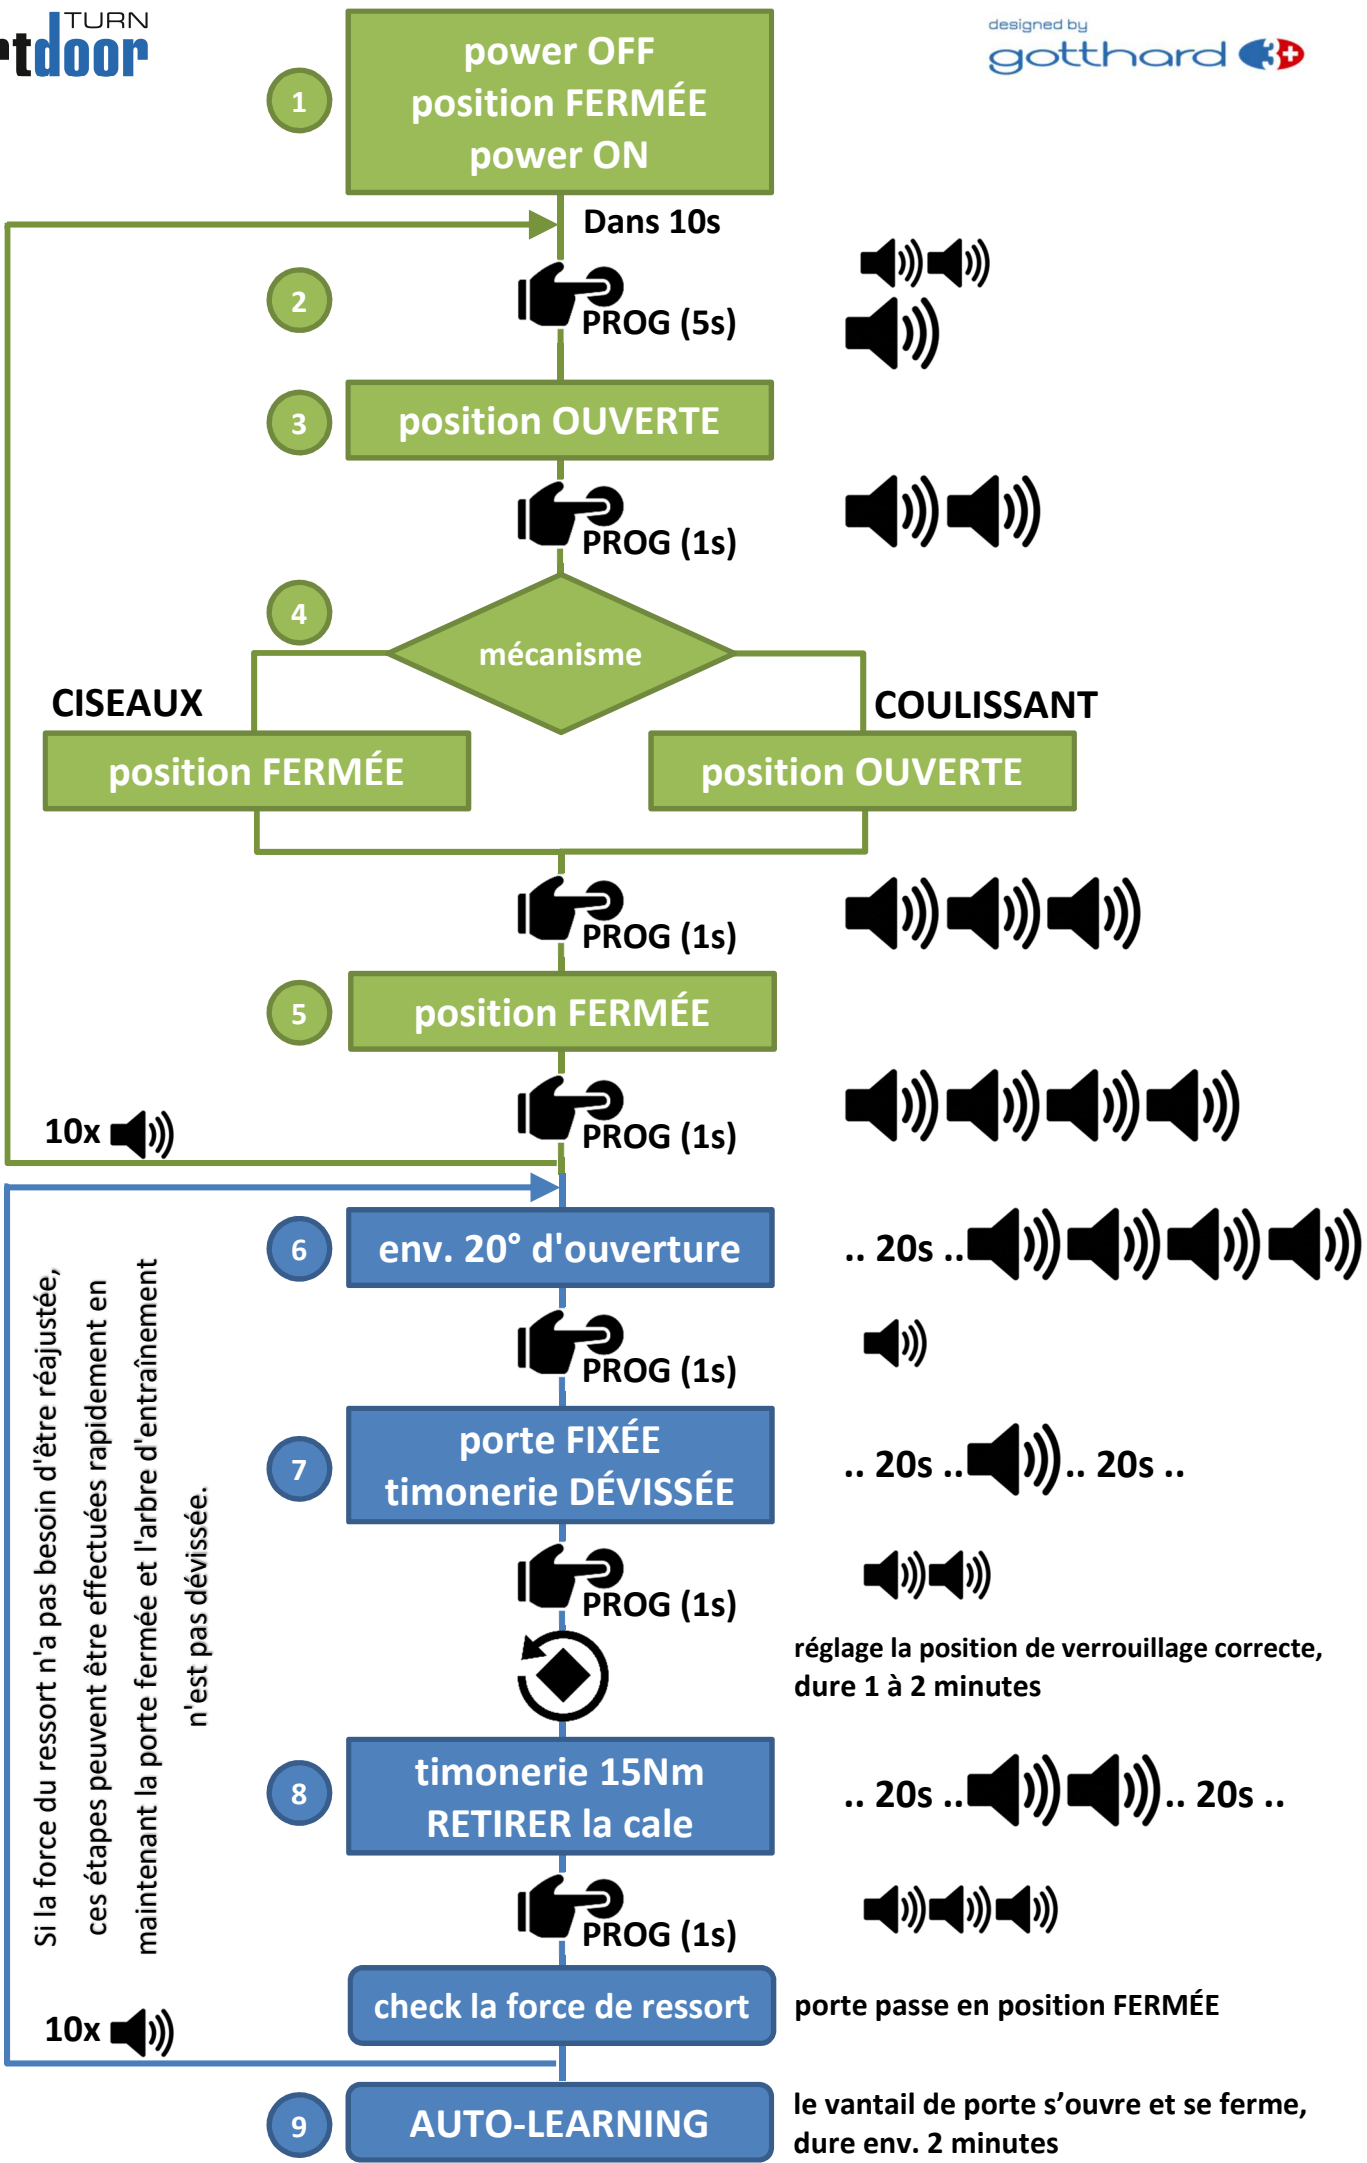 TURN
rtdoor
designed by
gotthard 3+
1
power OFF
position FERMÉE
power ON
Dans 10s
2
PROG (5s)
3
position OUVERTE
PROG (1s)
4
mécanisme
CISEAUX
COULISSANT
position FERMÉE
position OUVERTE
PROG (1s)
5
position FERMÉE
PROG (1s)
10x
6
env. 20° d'ouverture
.. 20s ..
PROG (1s)
7
porte FIXÉE
timonerie DÉVISSÉE
.. 20s .. .. 20s ..
PROG (1s)
réglage la position de verrouillage correcte,
dure 1 à 2 minutes
8
timonerie 15Nm
RETIRER la cale
.. 20s .. .. 20s ..
PROG (1s)
Si la force du ressort n'a pas besoin d'être réajustée,
ces étapes peuvent être effectuées rapidement en
maintenant la porte fermée et l'arbre d'entraînement
n'est pas dévissée.
check la force de ressort
porte passe en position FERMÉE
10x
9
AUTO-LEARNING
le vantail de porte s’ouvre et se ferme,
dure env. 2 minutes